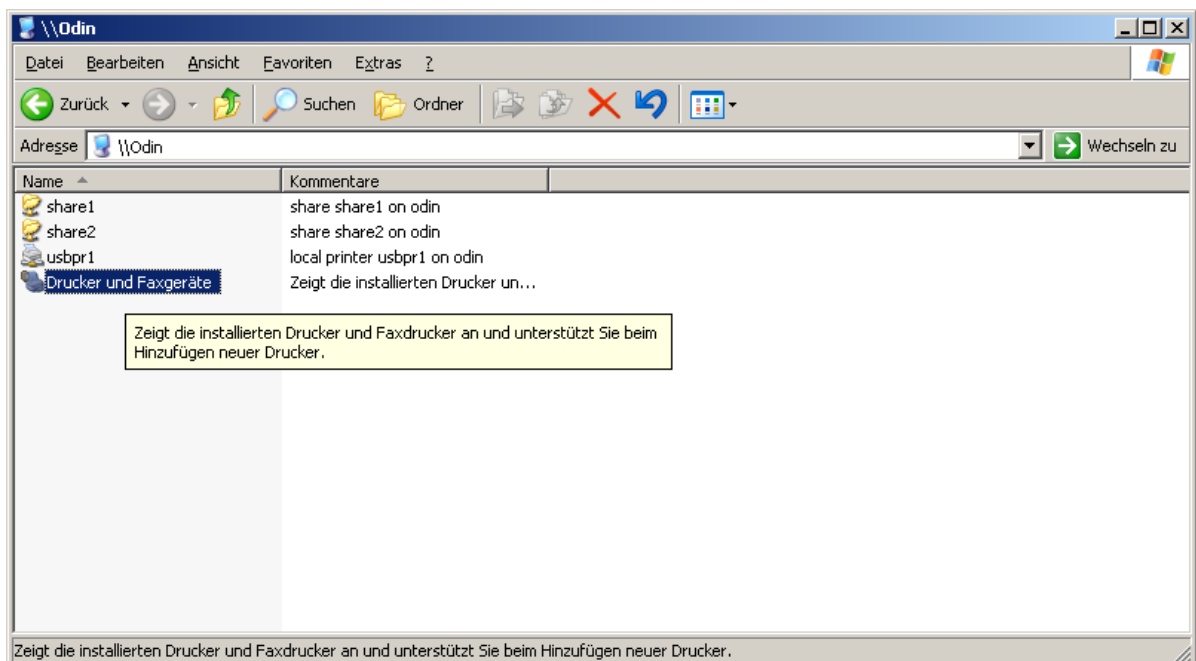 \\Odin
Datei Bearbeiten Ansicht Favoriten Extras ?
Zurück Suchen Ordner
Adresse \\Odin Wechseln zu
Name Kommentare
share1 share share1 on odin
share2 share share2 on odin
usbpr1 local printer usbpr1 on odin
Drucker und Faxgeräte Zeigt die installierten Drucker un...
Zeigt die installierten Drucker und Faxdrucker an und unterstützt Sie beim
Hinzufügen neuer Drucker.
Zeigt die installierten Drucker und Faxdrucker an und unterstützt Sie beim Hinzufügen neuer Drucker.